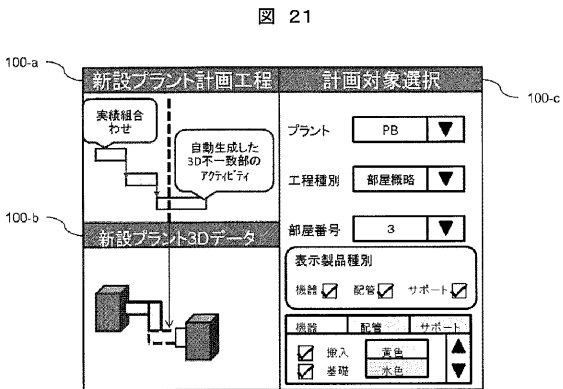 図 21
100-a
新設プラント計画工程
実績組合
わせ
自動生成した
3D不一致部の
アクティビティ
100-b
新設プラント3Dデータ
計画対象選択
100-c
プラント PB ▼
工程種別 部屋概略 ▼
部屋番号 3 ▼
表示製品種別
機器 配管 サポート
機器 配管 サポート
搬入 黄色 ▲
基礎 水色 ▼